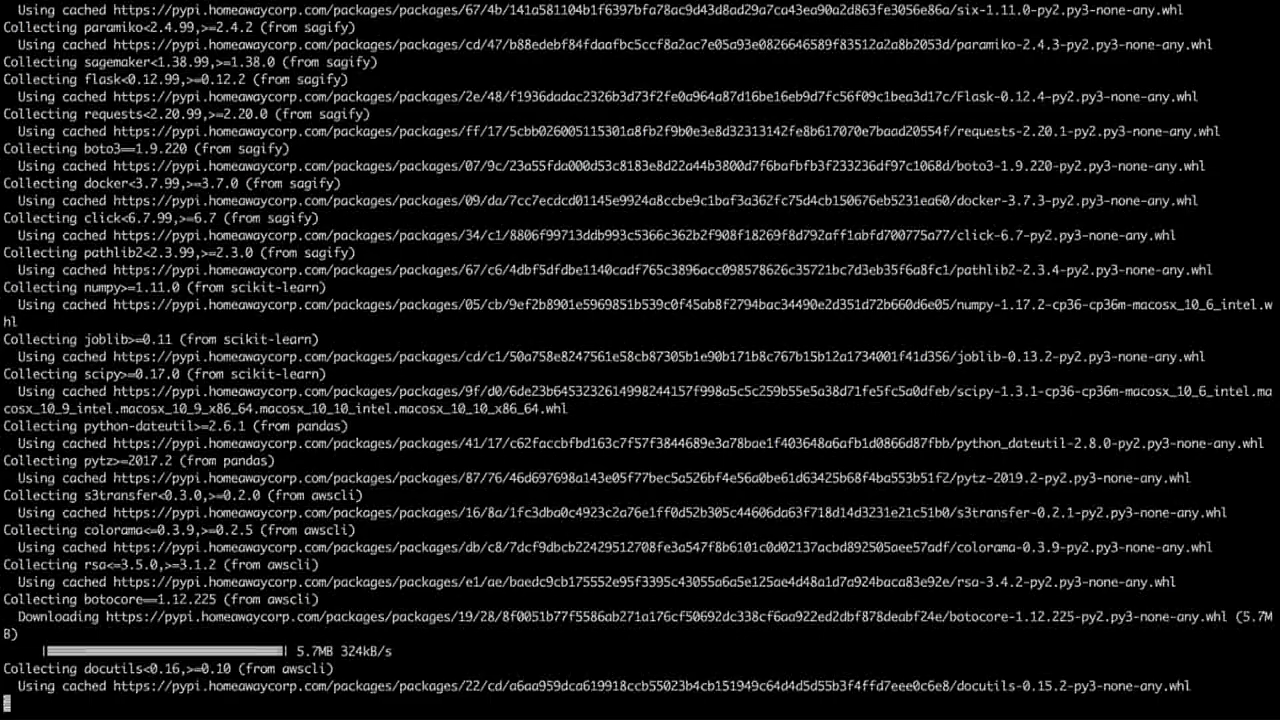 Using cached https://pypi.homeawaycorp.com/packages/packages/67/4b/141a581104b1f6397bfa78ac9d43d8ad29a7ca43ea90a2d863fe3056e86a/six-1.11.0-py2.py3-none-any.whl
Collecting paramiko<2.4.99,>=2.4.2 (from sagify)
Using cached https://pypi.homeawaycorp.com/packages/packages/cd/47/b88edebf84fdaafbc5ccf8a2ac7e05a93e0826646589f83512a2a8b2053d/paramiko-2.4.3-py2.py3-none-any.whl
Collecting sagemaker<1.38.99,>=1.38.0 (from sagify)
Collecting flask<0.12.99,>=0.12.2 (from sagify)
Using cached https://pypi.homeawaycorp.com/packages/packages/2e/48/f1936dadac2326b3d73f2fe0a964a87d16be16eb9d7fc56f09c1bea3d17c/Flask-0.12.4-py2.py3-none-any.whl
Collecting requests<2.20.99,>=2.20.0 (from sagify)
Using cached https://pypi.homeawaycorp.com/packages/packages/ff/17/5cbb026005115301a8fb2f9b0e3e8d32313142fe8b617070e7baad20554f/requests-2.20.1-py2.py3-none-any.whl
Collecting boto3==1.9.220 (from sagify)
Using cached https://pypi.homeawaycorp.com/packages/packages/07/9c/23a55fda000d53c8183e8d22a44b3800d7f6bafbfb3f233236df97c1068d/boto3-1.9.220-py2.py3-none-any.whl
Collecting docker<3.7.99,>=3.7.0 (from sagify)
Using cached https://pypi.homeawaycorp.com/packages/packages/09/da/7cc7ecdcd01145e9924a8ccbe9c1baf3a362fc75d4cb150676eb5231ea60/docker-3.7.3-py2.py3-none-any.whl
Collecting click<6.7.99,>=6.7 (from sagify)
Using cached https://pypi.homeawaycorp.com/packages/packages/34/c1/8806f99713ddb993c5366c362b2f908f18269f8d792aff1abfd700775a77/click-6.7-py2.py3-none-any.whl
Collecting pathlib2<2.3.99,>=2.3.0 (from sagify)
Using cached https://pypi.homeawaycorp.com/packages/packages/67/c6/4dbf5dfdbe1140cadf765c3896acc098578626c35721bc7d3eb35f6a8fc1/pathlib2-2.3.4-py2.py3-none-any.whl
Collecting numpy>=1.11.0 (from scikit-learn)
Using cached https://pypi.homeawaycorp.com/packages/packages/05/cb/9ef2b8901e5969851b539c0f45ab8f2794bac34490e2d351d72b660d6e05/numpy-1.17.2-cp36-cp36m-macosx_10_6_intel.w
hl
Collecting joblib>=0.11 (from scikit-learn)
Using cached https://pypi.homeawaycorp.com/packages/packages/cd/c1/50a758e8247561e58cb87305b1e90b171b8c767b15b12a1734001f41d356/joblib-0.13.2-py2.py3-none-any.whl
Collecting scipy>=0.17.0 (from scikit-learn)
Using cached https://pypi.homeawaycorp.com/packages/packages/9f/d0/6de23b6453232614998244157f998a5c5c259b55e5a38d71fe5fc5a0dfeb/scipy-1.3.1-cp36-cp36m-macosx_10_6_intel.ma
cosx_10_9_intel.macosx_10_9_x86_64.macosx_10_10_intel.macosx_10_10_x86_64.whl
Collecting python-dateutil>=2.6.1 (from pandas)
Using cached https://pypi.homeawaycorp.com/packages/packages/41/17/c62faccbfbd163c7f57f3844689e3a78bae1f403648a6afb1d0866d87fbb/python_dateutil-2.8.0-py2.py3-none-any.whl
Collecting pytz>=2017.2 (from pandas)
Using cached https://pypi.homeawaycorp.com/packages/packages/87/76/46d697698a143e05f77bec5a526bf4e56a0be61d63425b68f4ba553b51f2/pytz-2019.2-py2.py3-none-any.whl
Collecting s3transfer<0.3.0,>=0.2.0 (from awscli)
Using cached https://pypi.homeawaycorp.com/packages/packages/16/8a/1fc3dba0c4923c2a76e1ff0d52b305c44606da63f718d14d3231e21c51b0/s3transfer-0.2.1-py2.py3-none-any.whl
Collecting colorama<=0.3.9,>=0.2.5 (from awscli)
Using cached https://pypi.homeawaycorp.com/packages/packages/db/c8/7dcf9dbcb22429512708fe3a547f8b6101c0d02137acbd892505aee57adf/colorama-0.3.9-py2.py3-none-any.whl
Collecting rsa<=3.5.0,>=3.1.2 (from awscli)
Using cached https://pypi.homeawaycorp.com/packages/packages/e1/ae/baedc9cb175552e95f3395c43055a6a5e125ae4d48a1d7a924baca83e92e/rsa-3.4.2-py2.py3-none-any.whl
Collecting botocore==1.12.225 (from awscli)
Downloading https://pypi.homeawaycorp.com/packages/packages/19/28/8f0051b77f5586ab271a176cf50692dc338cf6aa922ed2dbf878deabf24e/botocore-1.12.225-py2.py3-none-any.whl (5.7M
B)
5.7MB 324kB/s
Collecting docutils<0.16,>=0.10 (from awscli)
Using cached https://pypi.homeawaycorp.com/packages/packages/22/cd/a6aa959dca619918ccb55023b4cb151949c64d4d5d55b3f4ffd7eee0c6e8/docutils-0.15.2-py3-none-any.whl